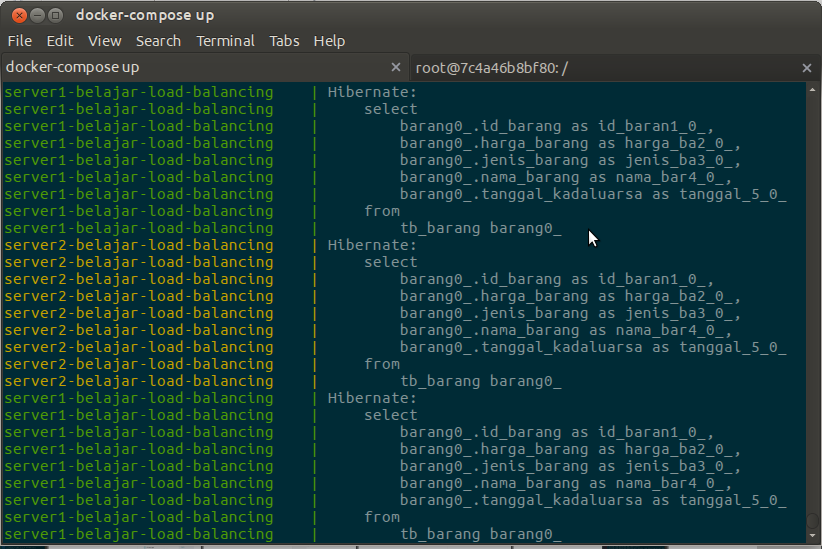 docker-compose up
File Edit View Search Terminal Tabs Help
docker-compose up × root@7c4a46b8bf80: / ×
server1-belajar-load-balancing | Hibernate:
server1-belajar-load-balancing | select
server1-belajar-load-balancing | barang0_.id_barang as id_baran1_0_,
server1-belajar-load-balancing | barang0_.harga_barang as harga_ba2_0_,
server1-belajar-load-balancing | barang0_.jenis_barang as jenis_ba3_0_,
server1-belajar-load-balancing | barang0_.nama_barang as nama_bar4_0_,
server1-belajar-load-balancing | barang0_.tanggal_kadaluarsa as tanggal_5_0_
server1-belajar-load-balancing | from
server1-belajar-load-balancing | tb_barang barang0_
server2-belajar-load-balancing | Hibernate:
server2-belajar-load-balancing | select
server2-belajar-load-balancing | barang0_.id_barang as id_baran1_0_,
server2-belajar-load-balancing | barang0_.harga_barang as harga_ba2_0_,
server2-belajar-load-balancing | barang0_.jenis_barang as jenis_ba3_0_,
server2-belajar-load-balancing | barang0_.nama_barang as nama_bar4_0_,
server2-belajar-load-balancing | barang0_.tanggal_kadaluarsa as tanggal_5_0_
server2-belajar-load-balancing | from
server2-belajar-load-balancing | tb_barang barang0_
server1-belajar-load-balancing | Hibernate:
server1-belajar-load-balancing | select
server1-belajar-load-balancing | barang0_.id_barang as id_baran1_0_,
server1-belajar-load-balancing | barang0_.harga_barang as harga_ba2_0_,
server1-belajar-load-balancing | barang0_.jenis_barang as jenis_ba3_0_,
server1-belajar-load-balancing | barang0_.nama_barang as nama_bar4_0_,
server1-belajar-load-balancing | barang0_.tanggal_kadaluarsa as tanggal_5_0_
server1-belajar-load-balancing | from
server1-belajar-load-balancing | tb_barang barang0_